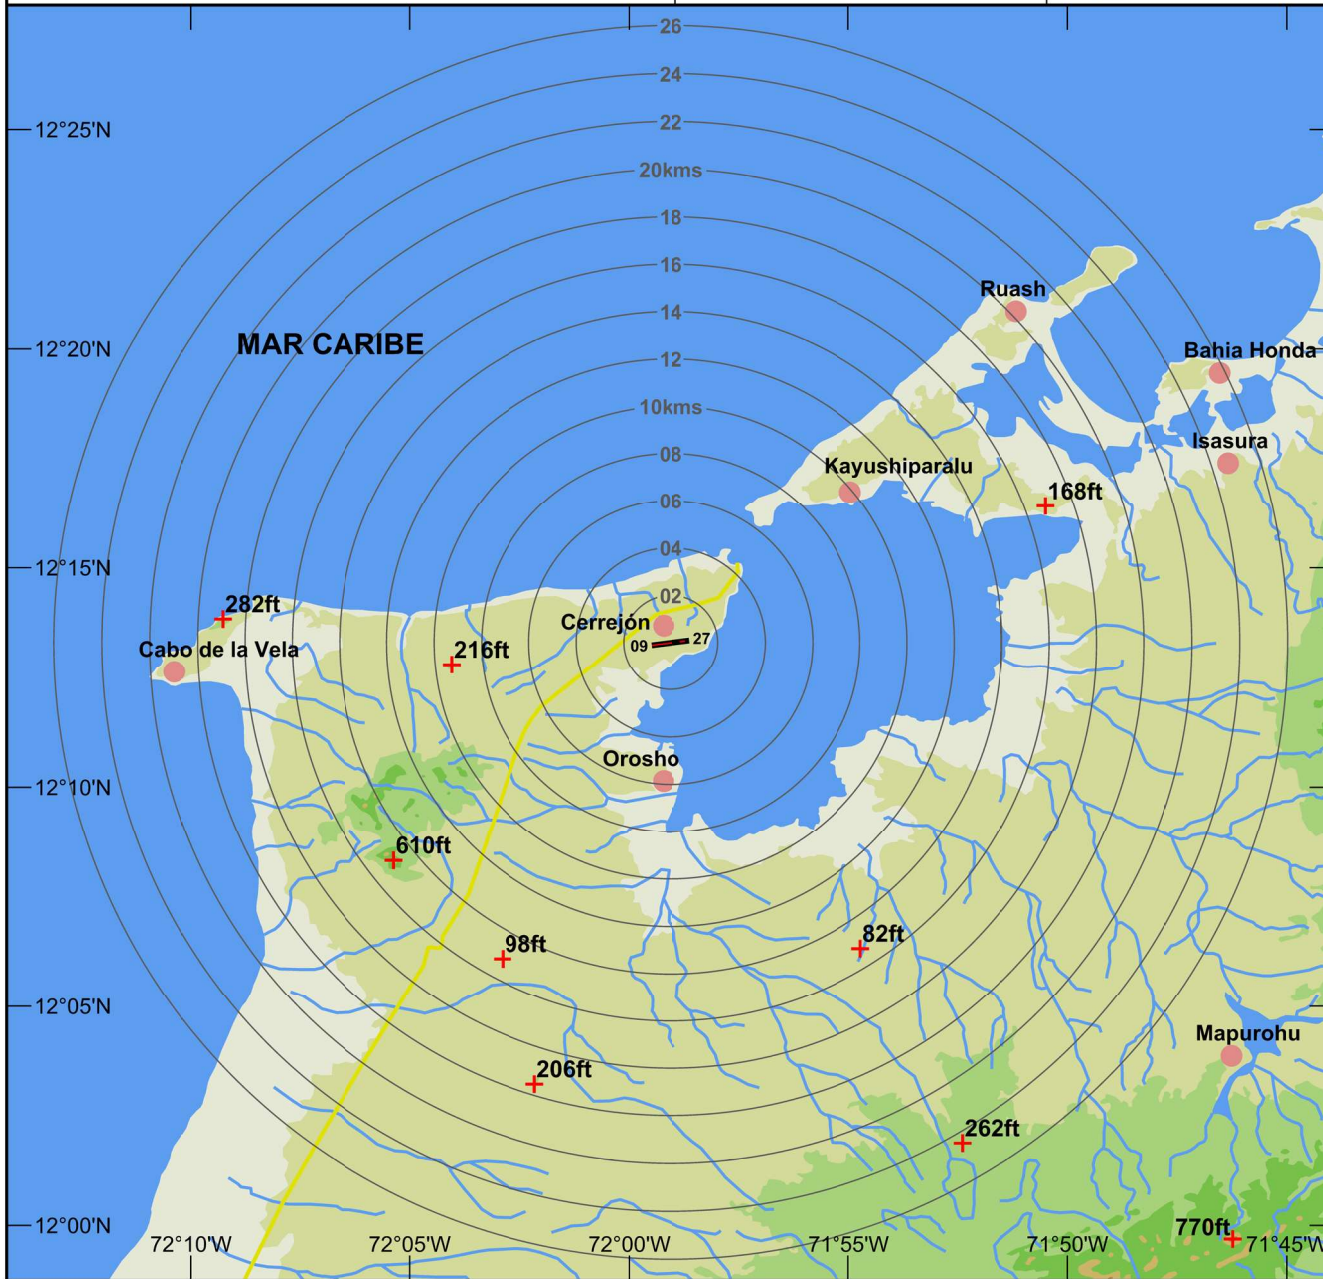 26
24
12°25'N
22
20kms
18
16
Ruash
14
12°20'N
MAR CARIBE
Bahia Honda
12
10kms
Isasura
08
Kayushiparalu
168ft
06
04
12°15'N
02
282ft
Cerrejón
27
09
Cabo de la Vela
216ft
Orosho
12°10'N
610ft
82ft
98ft
12°05'N
Mapurohu
206ft
262ft
12°00'N
770ft
72°10'W
72°05'W
72°00'W
71°55'W
71°50'W
71°45'W